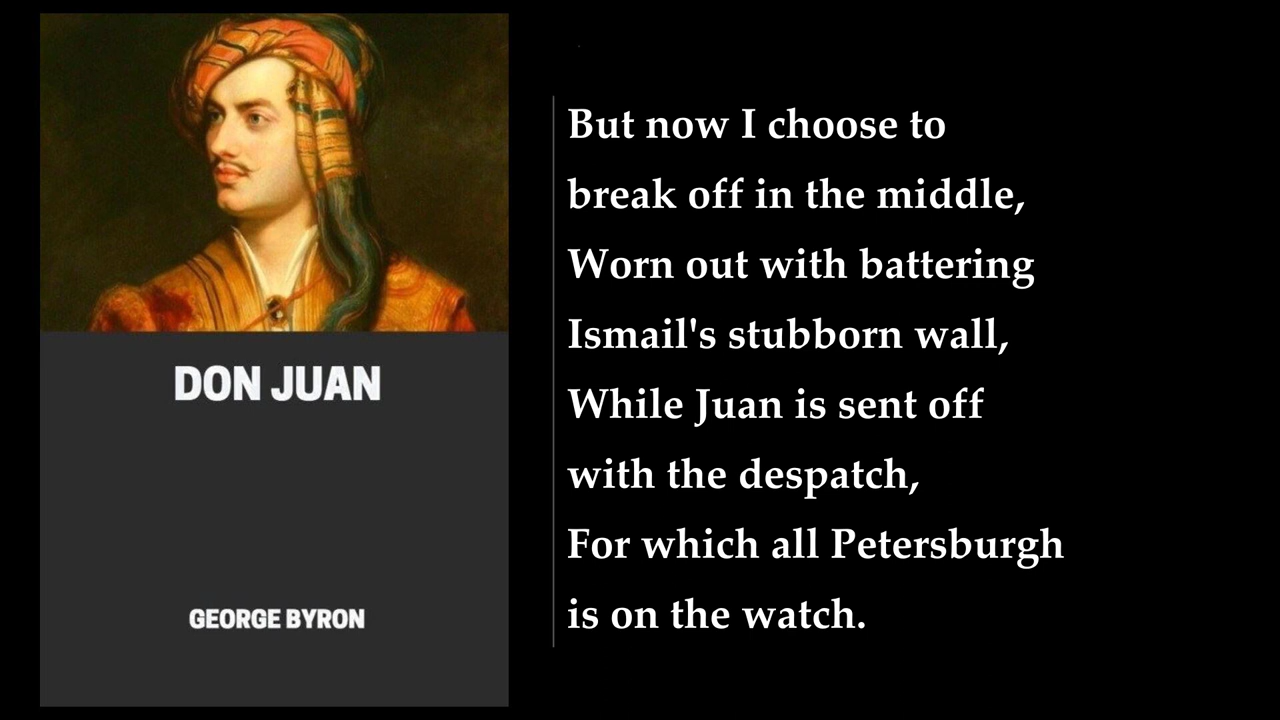 DON JUAN
GEORGE BYRON
But now I choose to
break off in the middle,
Worn out with battering
Ismail's stubborn wall,
While Juan is sent off
with the despatch,
For which all Petersburgh
is on the watch.